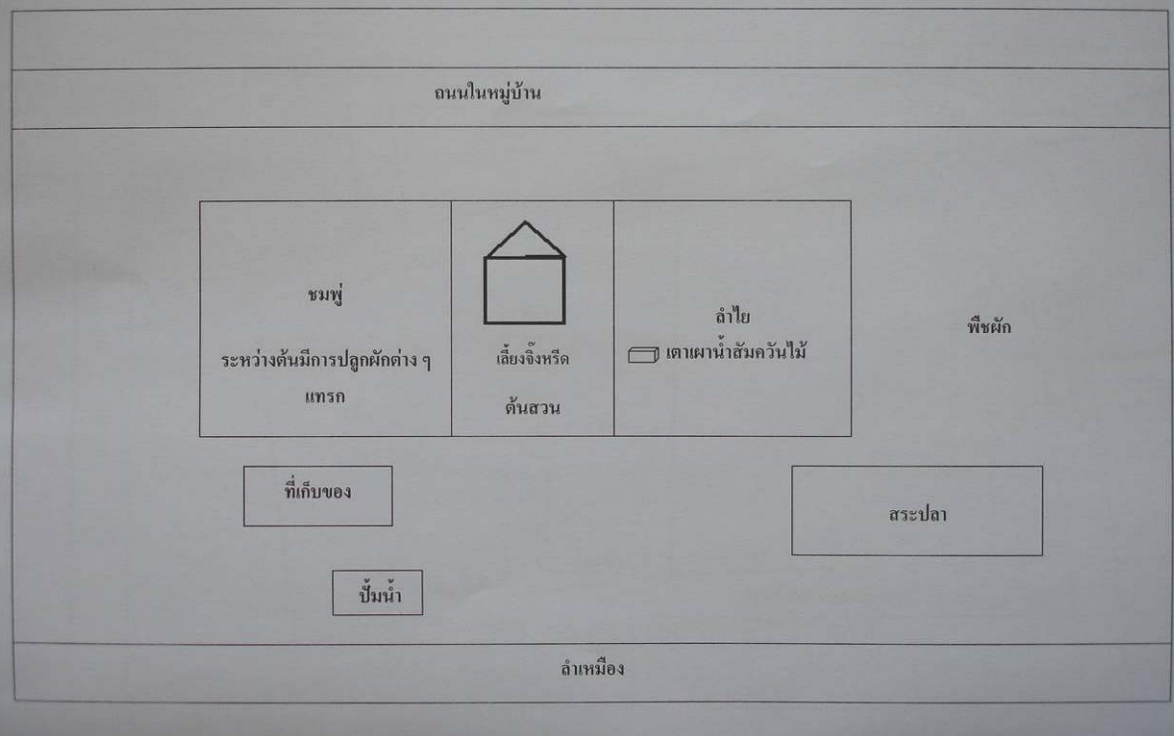 ถนนในหมู่บ้าน
ชมพู่
ระหว่างต้นมีการปลูกผักต่าง ๆ
แทรก
เลี้ยงจิ๊งหรีด
ต้นสวน
ลำไย
เตาเผาน้ำส้มควันไม้
พืชผัก
ที่เก็บของ
สระปลา
ปั้มน้ำ
ลำเหมือง